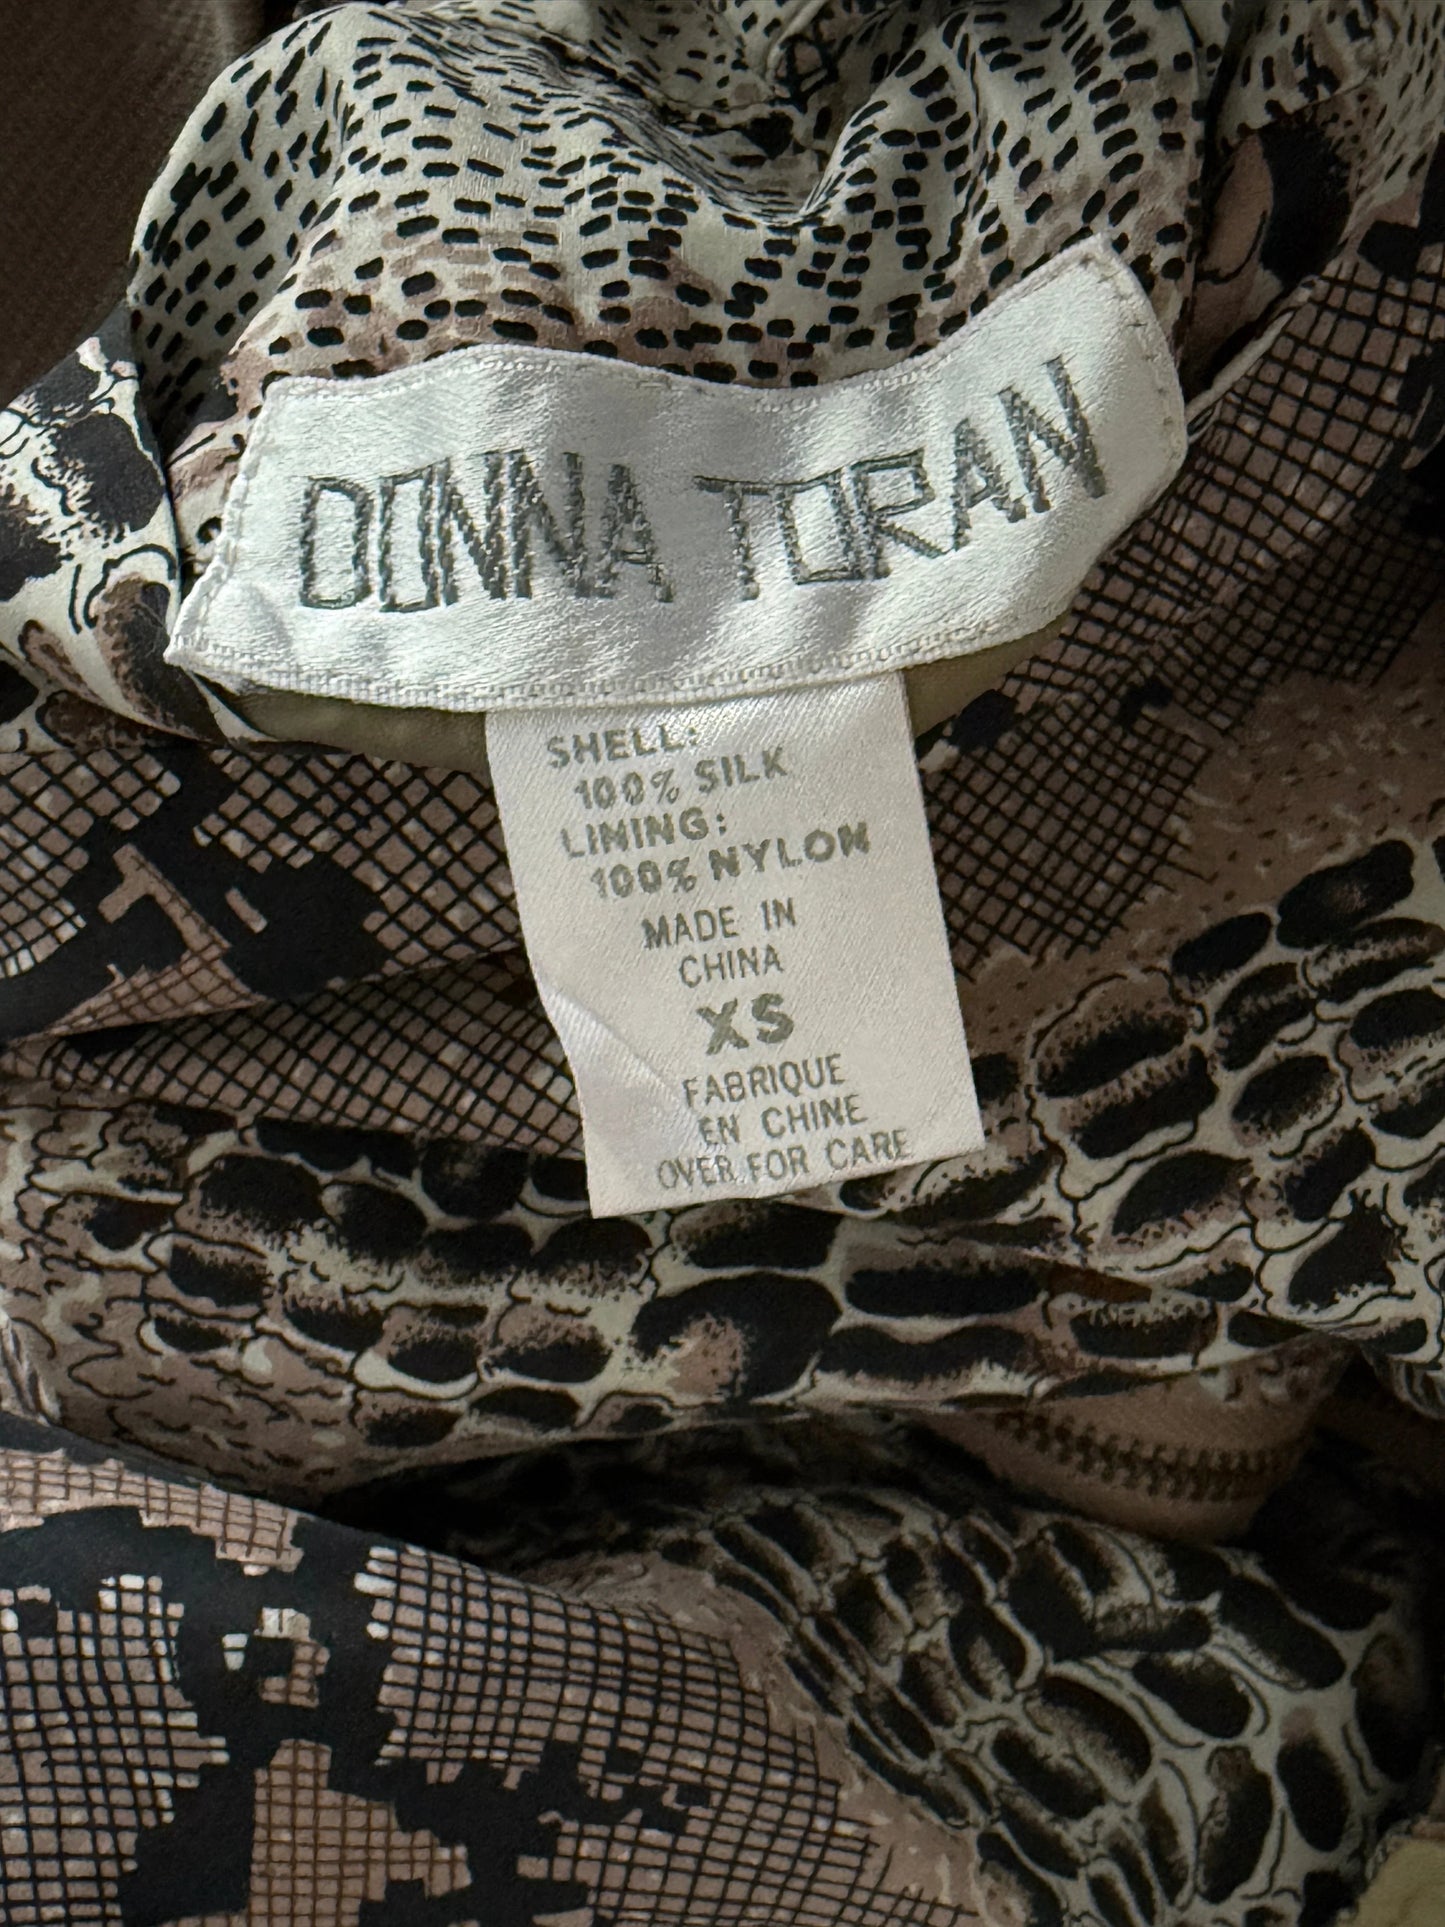 DONNA TORAN
SHELL:
100% SILK
LINING:
100% NYLON
MADE IN
CHINA
XS
FABRIQUE
EN CHINE
OVER FOR CARE